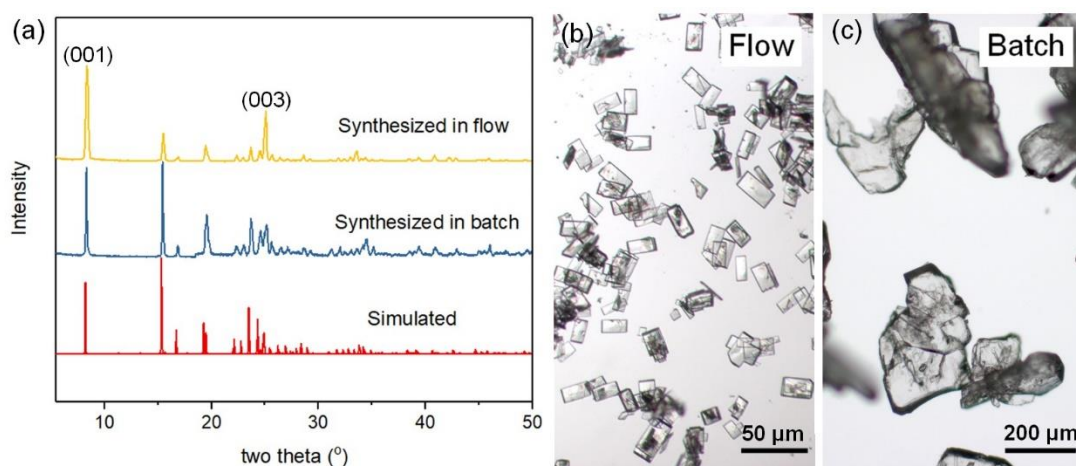 (a)
(001)
(003)
Synthesized in flow
Synthesized in batch
Simulated
Intensity
10
20
30
40
50
two theta (⁰)
(b)
Flow
50 µm
(c)
Batch
200 µm